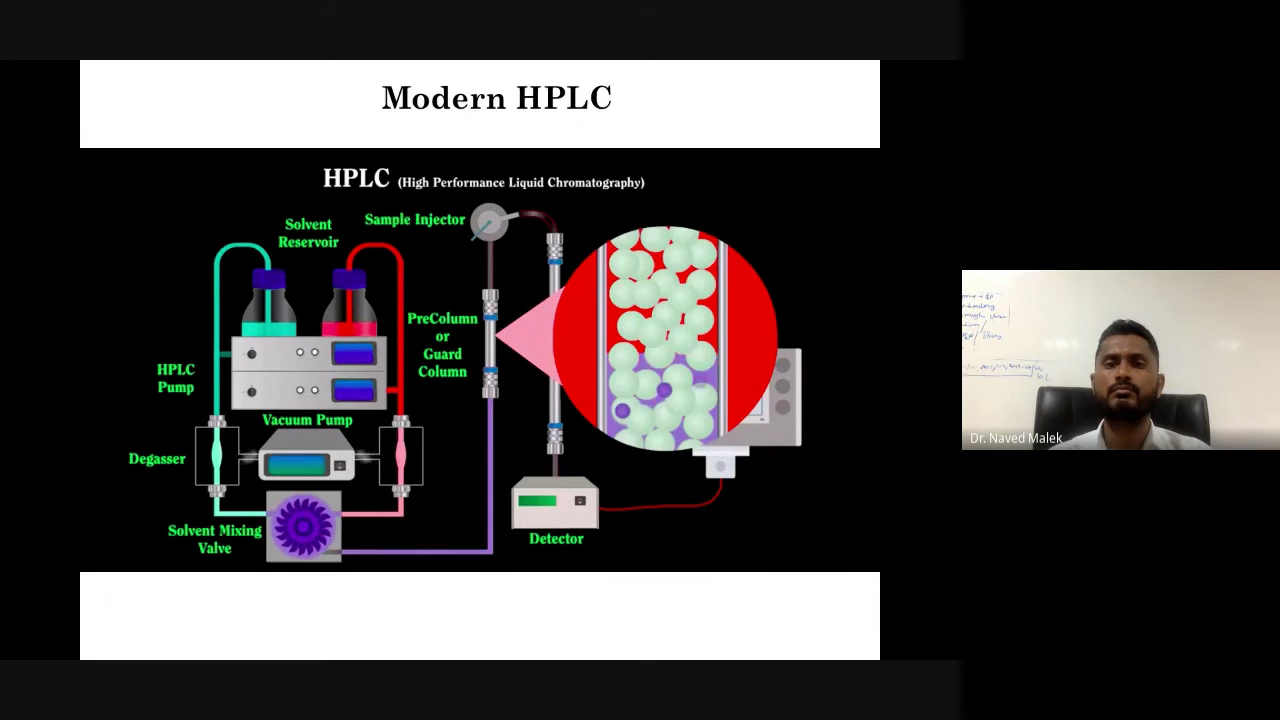 Modern HPLC
HPLC (High Performance Liquid Chromatography)
Solvent
Reservoir
Sample Injector
PreColumn
or
Guard
Column
HPLC
Pump
Vacuum Pump
Degasser
Solvent Mixing
Valve
Detector
Dr. Naved Malek